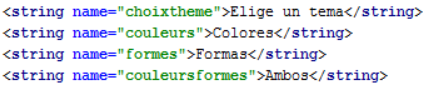 <string name="choixtheme">Elige un tema</string>
<string name="couleurs">Colores</string>
<string name="formes">Formas</string>
<string name="couleursformes">Ambos</string>